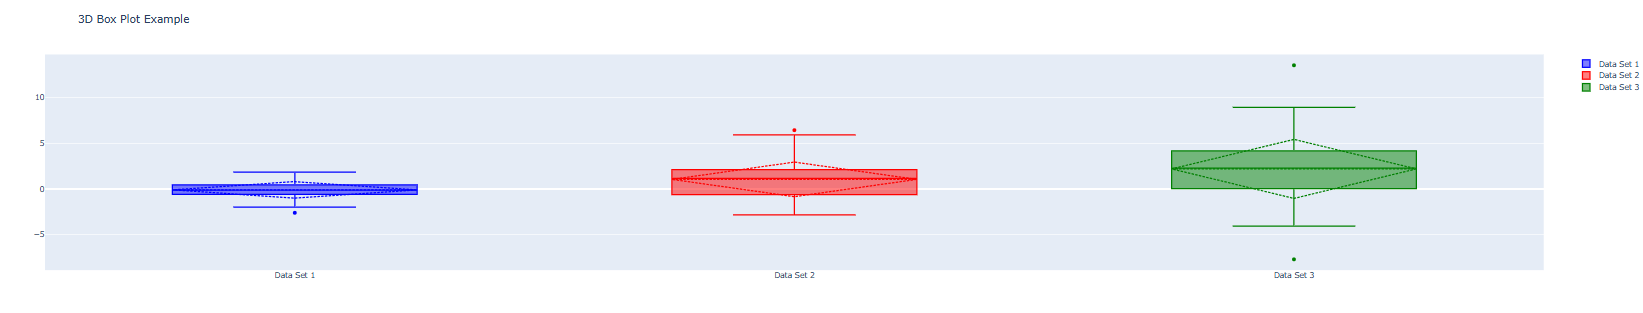 3D Box Plot Example
Data Set 1
Data Set 2
Data Set 3
10
5
0
−5
Data Set 1
Data Set 2
Data Set 3